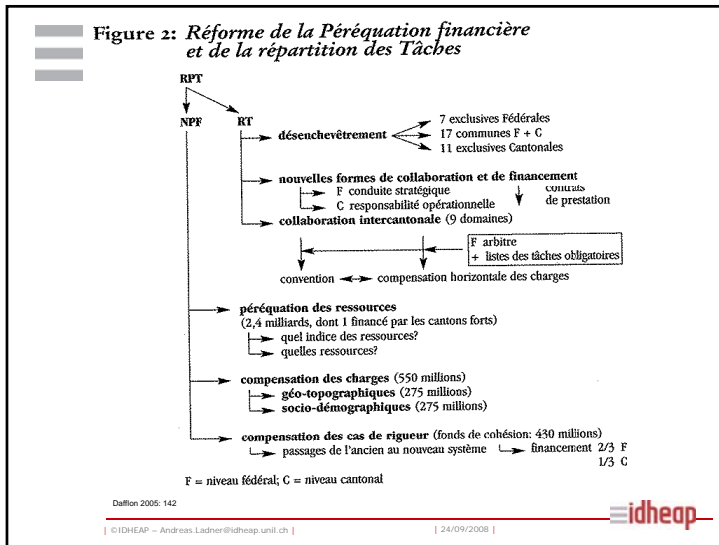 Figure 2: Réforme de la Péréquation financière
et de la répartition des Tâches
RPT
NPF RT
désenchevêtrement
7 exclusives Fédérales
17 communes F + C
11 exclusives Cantonales
nouvelles formes de collaboration et de financement
F conduite stratégique
C responsabilité opérationnelle
contrats
de prestation
collaboration intercantonale (9 domaines)
F arbitre
+ listes des tâches obligatoires
convention compensation horizontale des charges
péréquation des ressources
(2,4 milliards, dont 1 financé par les cantons forts)
quel indice des ressources?
quelles ressources?
compensation des charges (550 millions)
géo-topographiques (275 millions)
socio-démographiques (275 millions)
compensation des cas de rigueur (fonds de cohésion: 430 millions)
passages de l'ancien au nouveau système financement 2/3 F
1/3 C
F = niveau fédéral; C = niveau cantonal
Dafflon 2005: 142
| ©IDHEAP – Andreas.Ladner@idheap.unil.ch | | 24/09/2008 |
idheap